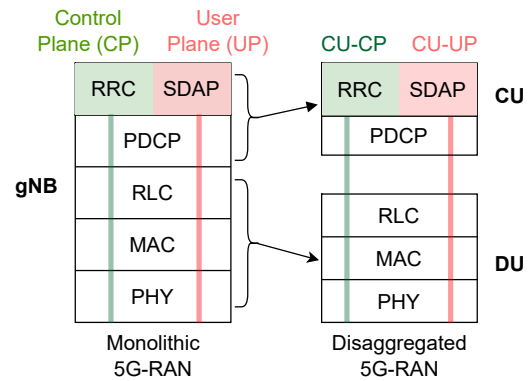 Control
Plane (CP)
User
Plane (UP)
CU-CP
CU-UP
RRC
SDAP
RRC
SDAP
CU
PDCP
PDCP
gNB
RLC
RLC
MAC
MAC
DU
PHY
PHY
Monolithic
5G-RAN
Disaggregated
5G-RAN